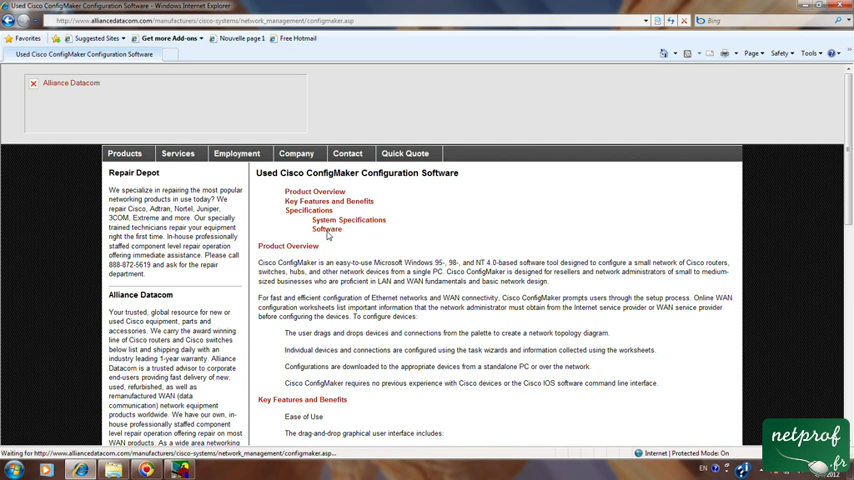 Used Cisco ConfigMaker Configuration Software - Windows Internet Explorer
http://www.alliancedatacom.com/manufacturers/cisco-systems/network_management/configmaker.asp
Bing
Favorites
Suggested Sites
Get more Add-ons
Nouvelle page1
Free Hotmail
Used Cisco ConfigMaker Configuration Software
Page
Safety
Tools
Alliance Datacom
Products
Services
Employment
Company
Contact
Quick Quote
Repair Depot
We specialize in repairing the most popular
networking products in use today? We
repair Cisco, Adtran, Nortel, Juniper,
3COM, Extreme and more. Our specially
trained technicians repair your equipment
right the first time. In-house professionally
staffed component level repair operation
offering immediate assistance. Please call
888-872-5619 and ask for the repair
department.
Alliance Datacom
Your trusted, global resource for new or
used Cisco equipment, parts and
accessories. We carry the award winning
line of Cisco routers and Cisco switches
below list and shipping daily with an
industry leading 1-year warranty. Alliance
Datacom is a trusted advisor to corporate
end-users providing fast delivery of new,
used, refurbished, as well as
remanufactured WAN (data
communication) network equipment
products worldwide. We have our own, in-
house professionally staffed component
level repair operation offering repair on most
WAN products. As a wide area networking
Used Cisco ConfigMaker Configuration Software
Product Overview
Key Features and Benefits
Specifications
System Specifications
Software
Product Overview
Cisco ConfigMaker is an easy-to-use Microsoft Windows 95-, 98-, and NT 4.0-based software tool designed to configure a small network of Cisco routers,
switches, hubs, and other network devices from a single PC. Cisco ConfigMaker is designed for resellers and network administrators of small to medium-
sized businesses who are proficient in LAN and WAN fundamentals and basic network design.
For fast and efficient configuration of Ethernet networks and WAN connectivity, Cisco ConfigMaker prompts users through the setup process. Online WAN
configuration worksheets list important information that the network administrator must obtain from the Internet service provider or WAN service provider
before configuring the devices. To configure devices:
The user drags and drops devices and connections from the palette to create a network topology diagram.
Individual devices and connections are configured using the task wizards and information collected using the worksheets.
Configurations are downloaded to the appropriate devices from a standalone PC or over the network.
Cisco ConfigMaker requires no previous experience with Cisco devices or the Cisco IOS software command line interface.
Key Features and Benefits
Ease of Use
The drag-and-drop graphical user interface includes:
Waiting for http://www.alliancedatacom.com/manufacturers/cisco-systems/network_management/configmaker.asp...
Internet | Protected Mode: On
EN
netprof
.fr